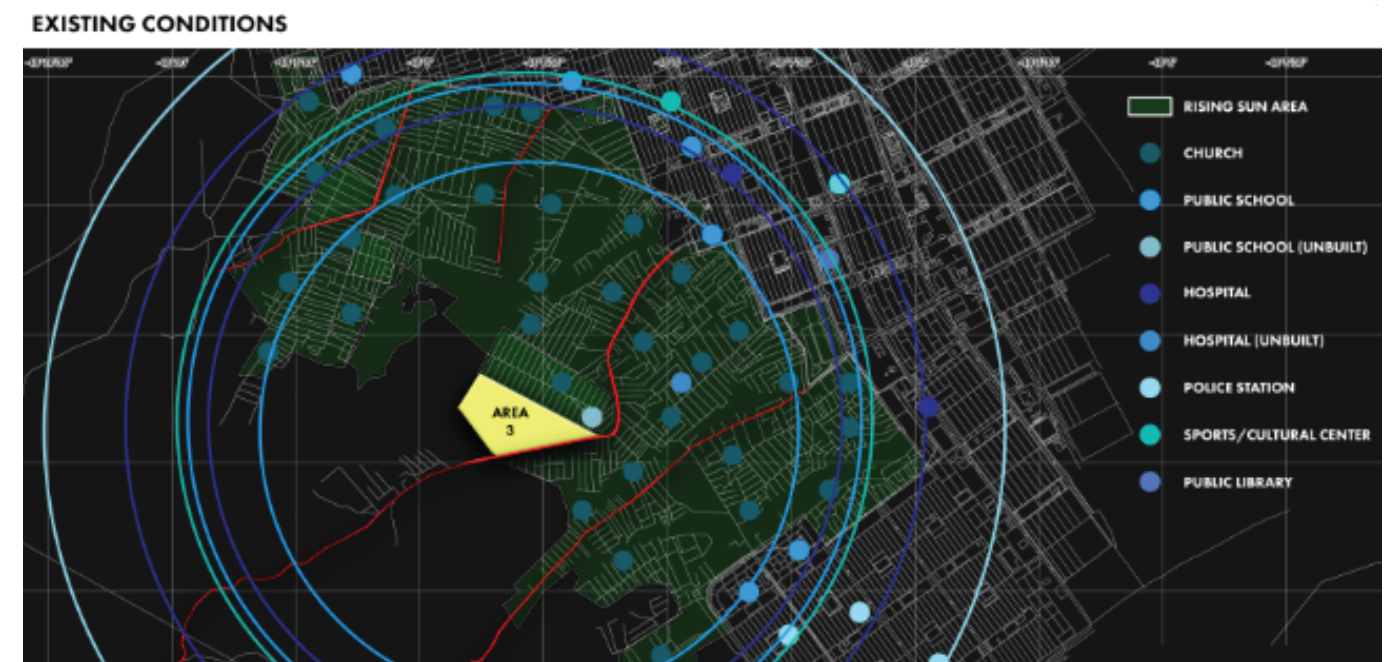 EXISTING CONDITIONS
RISING SUN AREA
CHURCH
PUBLIC SCHOOL
PUBLIC SCHOOL (UNBUILT)
HOSPITAL
HOSPITAL (UNBUILT)
POLICE STATION
SPORTS/CULTURAL CENTER
PUBLIC LIBRARY
AREA
3